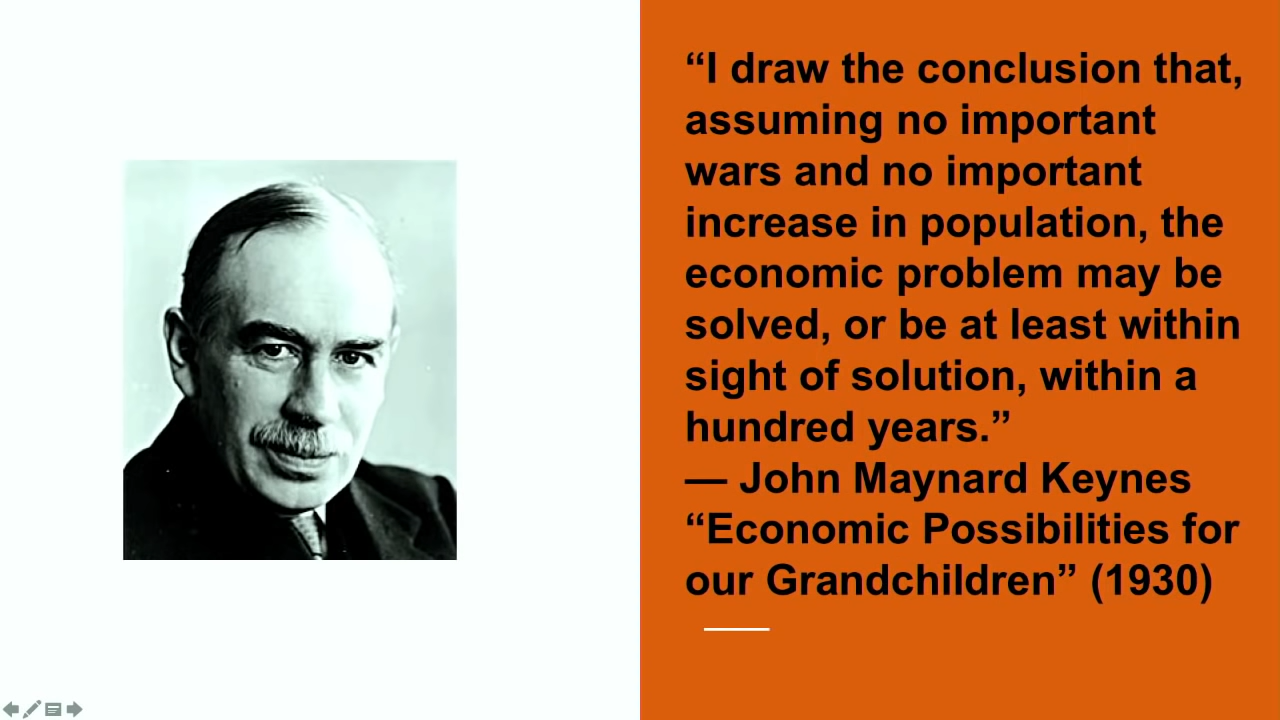 “I draw the conclusion that,
assuming no important
wars and no important
increase in population, the
economic problem may be
solved, or be at least within
sight of solution, within a
hundred years.”
— John Maynard Keynes
“Economic Possibilities for
our Grandchildren” (1930)